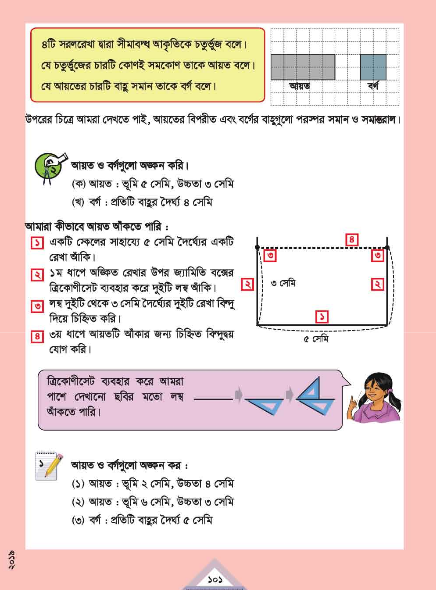 ৪টি সরলরেখা দ্বারা সীমাবদ্ধ আকৃতিকে চতুর্ভুজ বলে।
যে চতুর্ভুজের চারটি কোণই সমকোণ তাকে আয়ত বলে।
যে আয়তের চারটি বাহু সমান তাকে বর্গ বলে।
আয়ত
বর্গ
উপরের চিত্রে আমরা দেখতে পাই, আয়তের বিপরীত এবং বর্গের বাহুগুলো পরস্পর সমান ও সমান্তরাল।
২
আয়ত ও বর্গগুলো অঙ্কন করি।
(ক) আয়ত : ভূমি ৫ সেমি, উচ্চতা ৩ সেমি
(খ) বর্গ : প্রতিটি বাহুর দৈর্ঘ্য ৪ সেমি
আমারা কীভাবে আয়ত আঁকতে পারি :
১ একটি স্কেলের সাহায্যে ৫ সেমি দৈর্ঘ্যের একটি
রেখা আঁকি।
২ ১ম ধাপে অঙ্কিত রেখার উপর জ্যামিতি বক্সের
ত্রিকোণীসেট ব্যবহার করে দুইটি লম্ব আঁকি।
৩ লম্ব দুইটি থেকে ৩ সেমি দৈর্ঘ্যের দুইটি রেখা বিন্দু
দিয়ে চিহ্নিত করি।
৪ ৩য় ধাপে আয়তটি আঁকার জন্য চিহ্নিত বিন্দুদ্বয়
যোগ করি।
৪
৩
৩
২
৩ সেমি
২
১
৫ সেমি
ত্রিকোণীসেট ব্যবহার করে আমরা
পাশে দেখানো ছবির মতো লম্ব
আঁকতে পারি।
১
আয়ত ও বর্গগুলো অঙ্কন কর :
(১) আয়ত : ভূমি ২ সেমি, উচ্চতা ৪ সেমি
(২) আয়ত : ভূমি ৬ সেমি, উচ্চতা ৩ সেমি
(৩) বর্গ : প্রতিটি বাহুর দৈর্ঘ্য ৫ সেমি
২০১৯
১০১